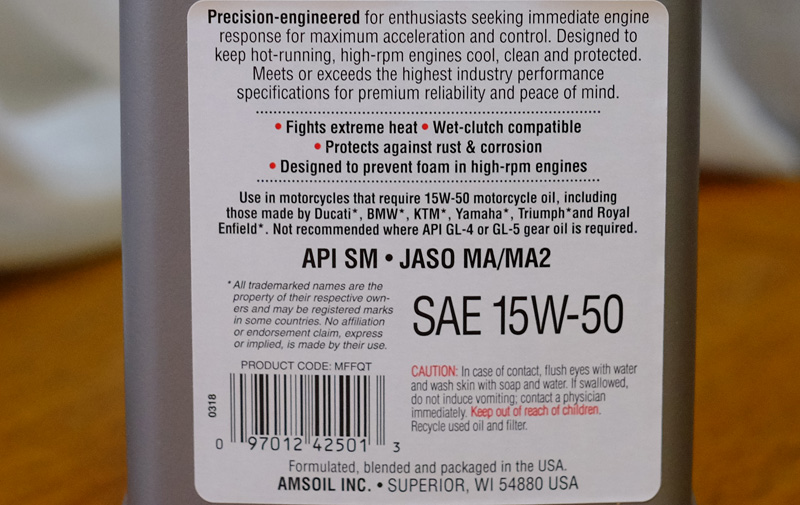 Precision-engineered for enthusiasts seeking immediate engine
response for maximum acceleration and control. Designed to
keep hot-running, high-rpm engines cool, clean and protected.
Meets or exceeds the highest industry performance
specifications for premium reliability and peace of mind.
• Fights extreme heat • Wet-clutch compatible
• Protects against rust & corrosion
• Designed to prevent foam in high-rpm engines
Use in motorcycles that require 15W-50 motorcycle oil, including
those made by Ducati*, BMW*, KTM*, Yamaha*, Triumph*and Royal
Enfield*. Not recommended where API GL-4 or GL-5 gear oil is required.
API SM • JASO MA/MA2
*All trademarked names are the
property of their respective own-
ers and may be registered marks
in some countries. No affiliation
or endorsement claim, express
or implied, is made by their use.
SAE 15W-50
PRODUCT CODE: MFFQT
0318
0 97012 42501 3
CAUTION: In case of contact, flush eyes with water
and wash skin with soap and water. If swallowed,
do not induce vomiting; contact a physician
immediately. Keep out of reach of children.
Recycle used oil and filter.
Formulated, blended and packaged in the USA.
AMSOIL INC. • SUPERIOR, WI 54880 USA